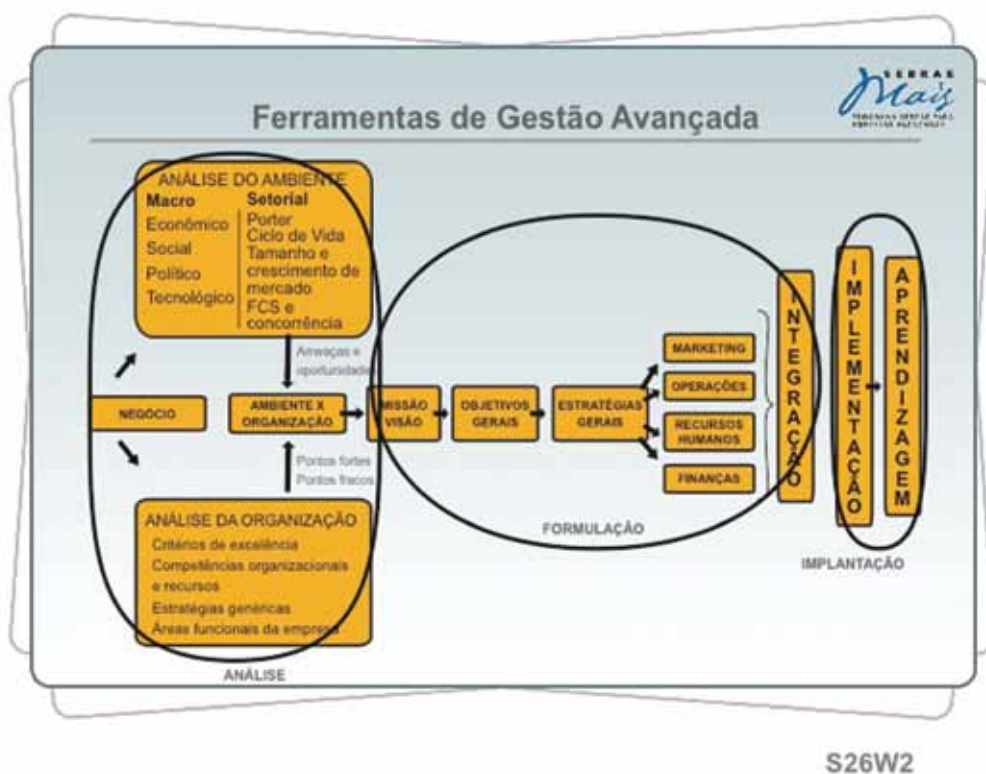 SEBRAE
Mais
Ferramentas de Gestão Avançada
ANÁLISE DO AMBIENTE
Macro
Econômico
Social
Político
Tecnológico
Setorial
Porter
Ciclo de Vida
Tamanho e
crescimento de
mercado
FCS e
concorrência
Ameaças e
oportunidade
NEGÓCIO
AMBIENTE X
ORGANIZAÇÃO
Pontos fortes
Pontos fracos
ANÁLISE DA ORGANIZAÇÃO
Critérios de excelência
Competências organizacionais
e recursos
Estratégias genéricas
Áreas funcionais da empresa
ANÁLISE
MISSÃO
VISÃO
OBJETIVOS
GERAIS
ESTRATÉGIAS
GERAIS
MARKETING
OPERAÇÕES
RECURSOS
HUMANOS
FINANÇAS
INTEGRAÇÃO
FORMULAÇÃO
IMPLEMENTAÇÃO
APRENDIZAGEM
IMPLANTAÇÃO
S26W2